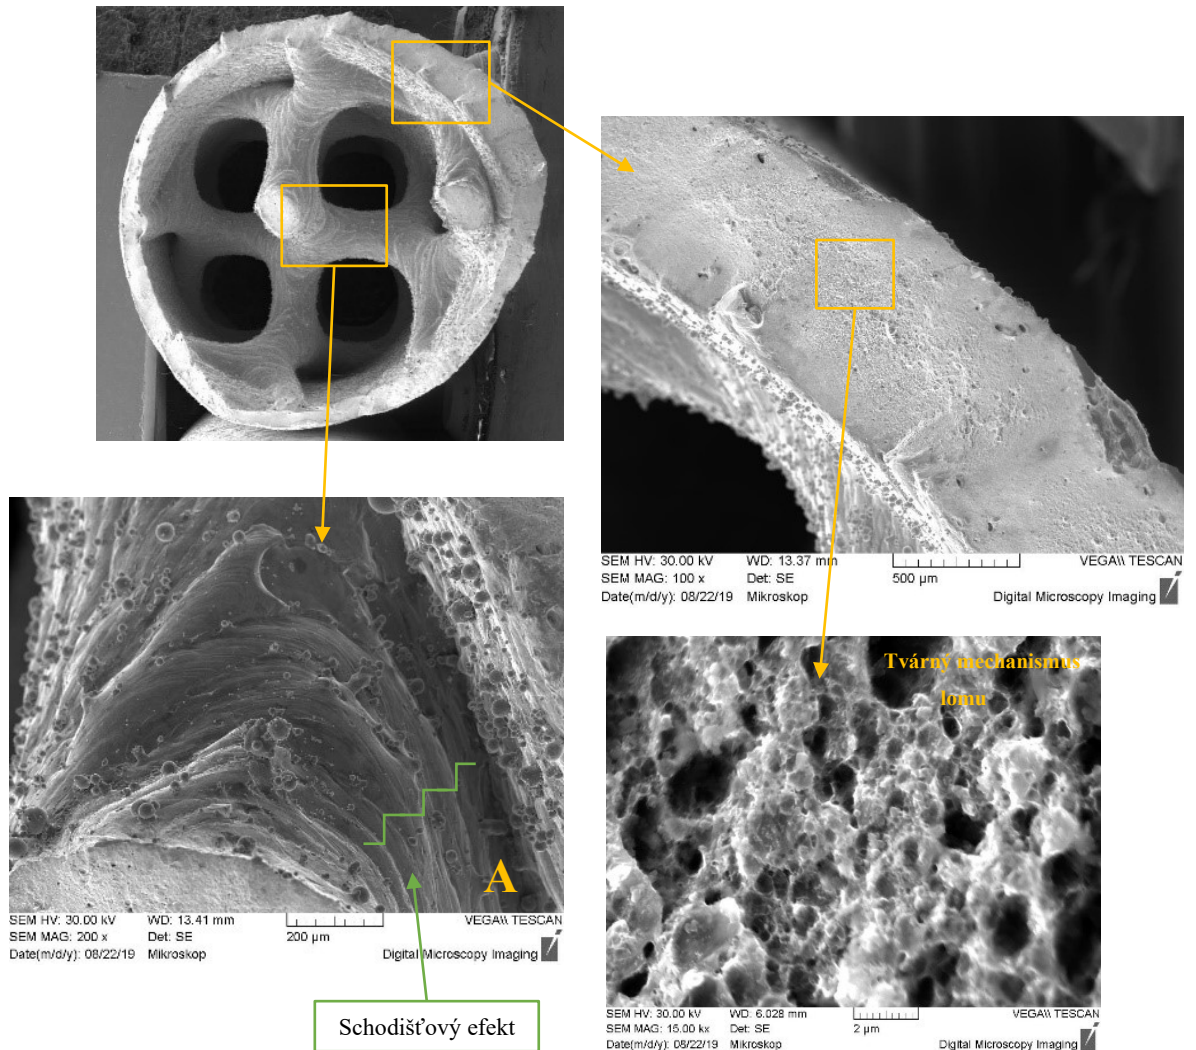 SEM HV: 30.00 kV WD: 13.37 mm VEGA\\ TESCAN
SEM MAG: 100 x Det: SE 500 µm
Date(m/d/y): 08/22/19 Mikroskop Digital Microscopy Imaging
A
SEM HV: 30.00 kV WD: 13.41 mm VEGA\\ TESCAN
SEM MAG: 200 x Det: SE 200 µm
Date(m/d/y): 08/22/19 Mikroskop Digital Microscopy Imaging
Schodišťový efekt
Tvárný mechanismus
lomu
SEM HV: 30.00 kV WD: 6.028 mm VEGA\\ TESCAN
SEM MAG: 15.00 kx Det: SE 2 µm
Date(m/d/y): 08/22/19 Mikroskop Digital Microscopy Imaging